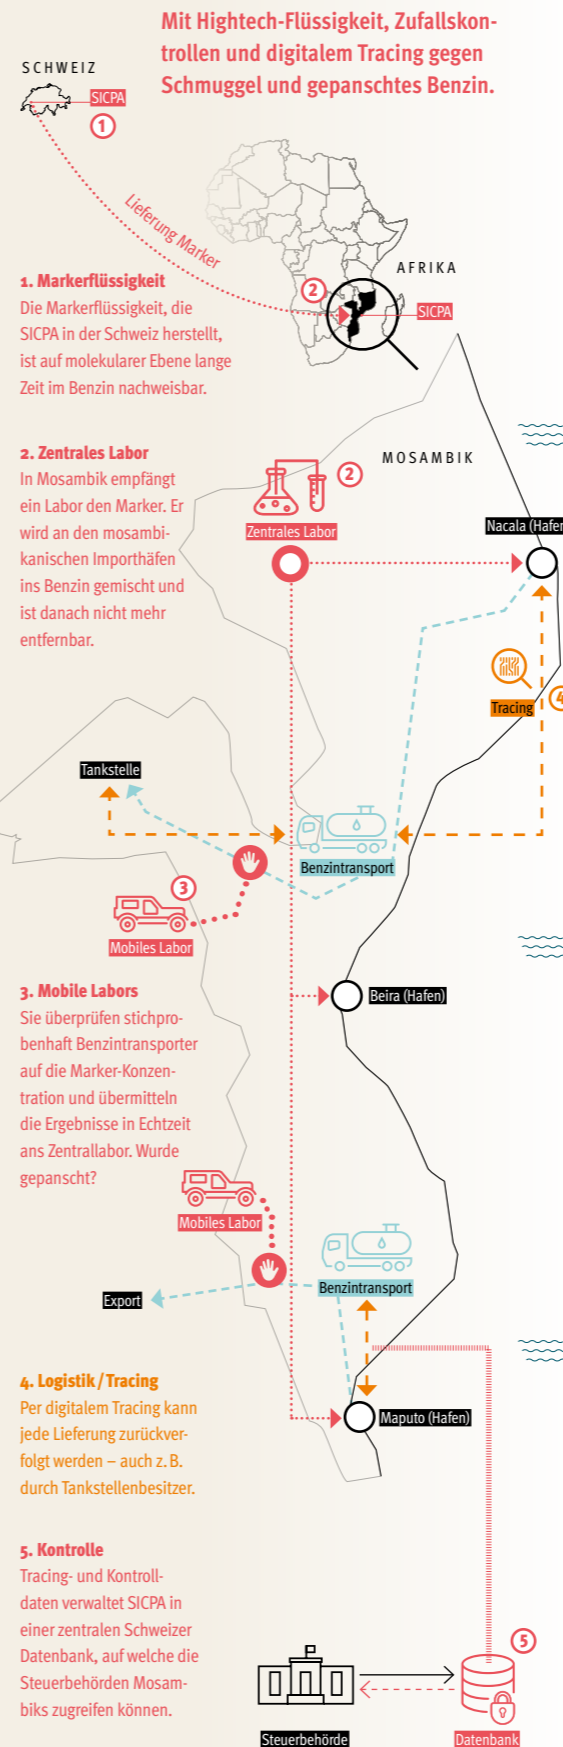 Mit Hightech-Flüssigkeit, Zufallskon-
trollen und digitalem Tracing gegen
Schmuggel und gepanschtes Benzin.
SCHWEIZ
SICPA
1
Lieferung Marker
AFRIKA
2
SICPA
1. Markerflüssigkeit
Die Markerflüssigkeit, die
SICPA in der Schweiz herstellt,
ist auf molekularer Ebene lange
Zeit im Benzin nachweisbar.
2. Zentrales Labor
In Mosambik empfängt
ein Labor den Marker. Er
wird an den mosambi-
kanischen Importhäfen
ins Benzin gemischt und
ist danach nicht mehr
entfernbar.
MOSAMBIK
2
Zentrales Labor
Nacala (Hafen
Tracing
4
Tankstelle
Benzintransport
3
Mobiles Labor
Beira (Hafen)
3. Mobile Labors
Sie überprüfen stichpro-
benhaft Benzintransporter
auf die Marker-Konzen-
tration und übermitteln
die Ergebnisse in Echtzeit
ans Zentrallabor. Wurde
gepanscht?
Mobiles Labor
Benzintransport
Export
4. Logistik / Tracing
Per digitalem Tracing kann
jede Lieferung zurückver-
folgt werden – auch z. B.
durch Tankstellenbesitzer.
Maputo (Hafen)
5. Kontrolle
Tracing- und Kontroll-
daten verwaltet SICPA in
einer zentralen Schweizer
Datenbank, auf welche die
Steuerbehörden Mosam-
biks zugreifen können.
5
Steuerbehörde
Datenbank